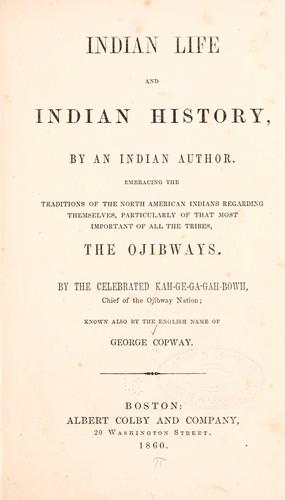 INDIAN LIFE
AND
INDIAN HISTORY,
BY AN INDIAN AUTHOR.
EMBRACING THE
TRADITIONS OF THE NORTH AMERICAN INDIANS REGARDING
THEMSELVES, PARTICULARLY OF THAT MOST
IMPORTANT OF ALL THE TRIBES,
THE OJIBWAYS.
BY THE CELEBRATED KAH-GE-GA-GAH-BOWH,
Chief of the Ojibway Nation;
KNOWN ALSO BY THE ENGLISH NAME OF
GEORGE COPWAY.
BOSTON:
ALBERT COLBY AND COMPANY,
20 WASHINGTON STREET.
1860.